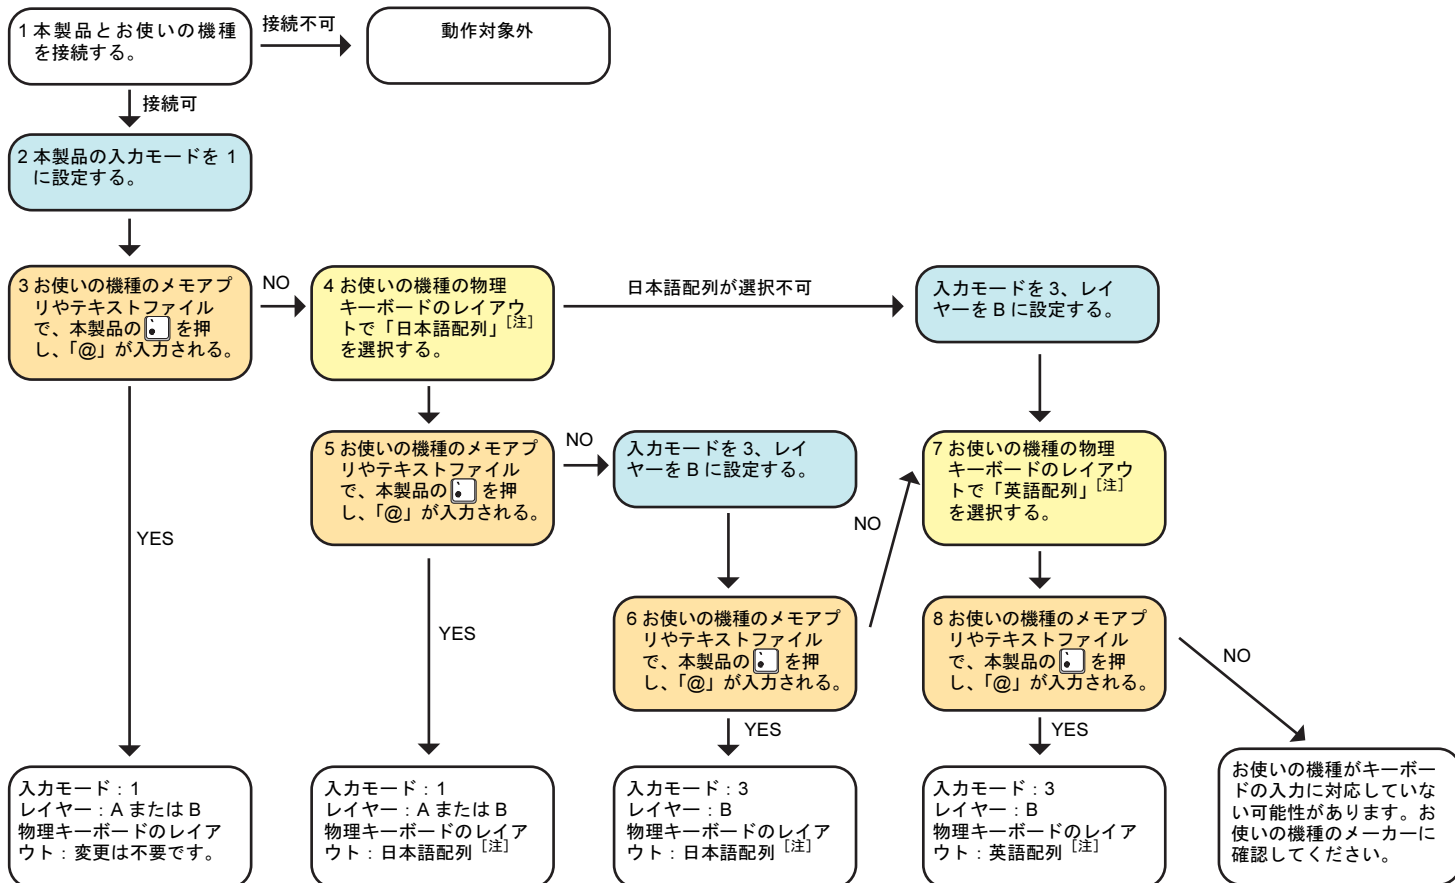 1 本製品とお使いの機種
を接続する。
接続不可
動作対象外
接続可
2 本製品の入力モードを 1
に設定する。
3 お使いの機種のメモアプ
リやテキストファイル
で、本製品の を押
し、「@」が入力される。
NO
4 お使いの機種の物理
キーボードのレイアウ
トで「日本語配列」[注]
を選択する。
日本語配列が選択不可
入力モードを 3、レイ
ヤーを B に設定する。
5 お使いの機種のメモアプ
リやテキストファイル
で、本製品の を押
し、「@」が入力される。
NO
入力モードを 3、レイ
ヤーを B に設定する。
7 お使いの機種の物理
キーボードのレイアウ
トで「英語配列」[注]
を選択する。
YES
NO
6 お使いの機種のメモアプ
リやテキストファイル
で、本製品の を押
し、「@」が入力される。
8 お使いの機種のメモアプ
リやテキストファイル
で、本製品の を押
し、「@」が入力される。
YES
NO
YES
YES
入力モード：1
レイヤー：A または B
物理キーボードのレイア
ウト：変更は不要です。
入力モード：1
レイヤー：A または B
物理キーボードのレイア
ウト：日本語配列 [注]
入力モード：3
レイヤー：B
物理キーボードのレイア
ウト：日本語配列 [注]
入力モード：3
レイヤー：B
物理キーボードのレイア
ウト：英語配列 [注]
お使いの機種がキーボー
ドの入力に対応していな
い可能性があります。お
使いの機種のメーカーに
確認してください。